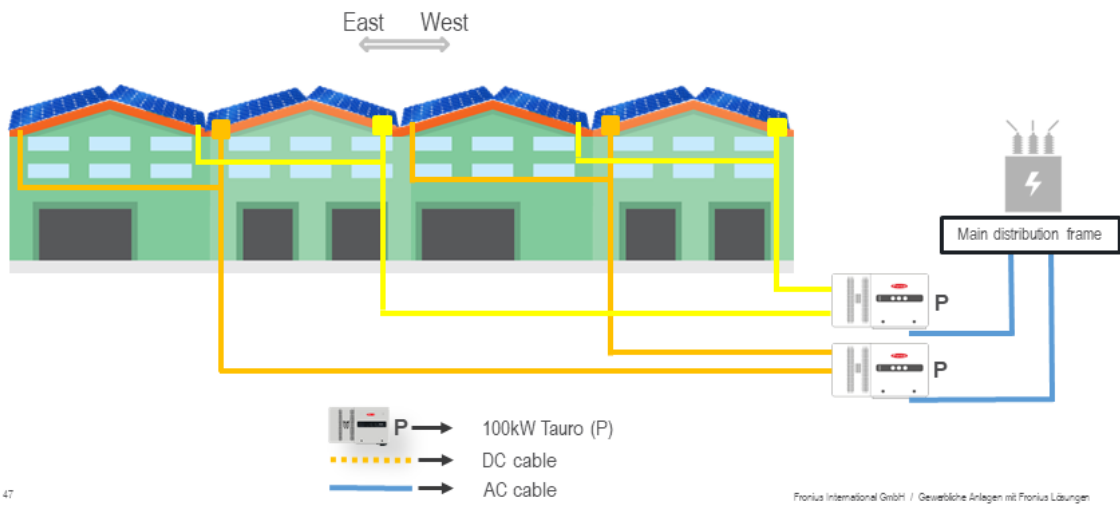 East West
Main distribution frame
P
P
P 100kW Tauro (P)
DC cable
AC cable
47
Fronius International GmbH / Gewerbliche Anlagen mit Fronius Lösungen